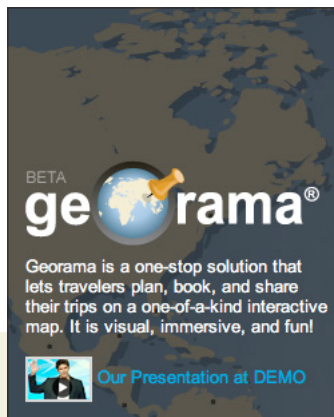 BETA
georama®
Georama is a one-stop solution that
lets travelers plan, book, and share
their trips on a one-of-a-kind interactive
map. It is visual, immersive, and fun!
Our Presentation at DEMO